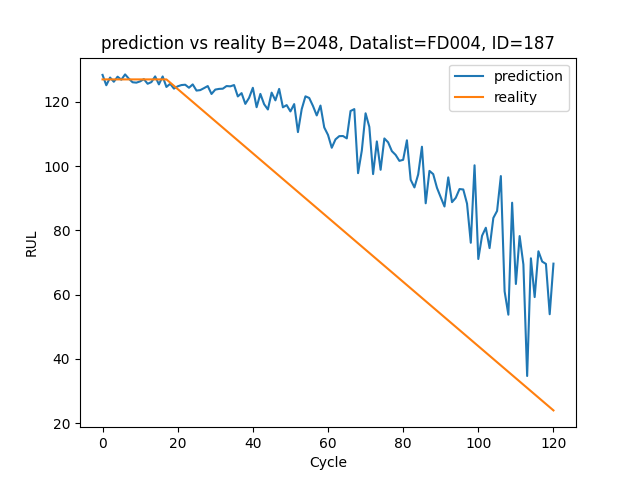 prediction vs reality B=2048, Datalist=FD004, ID=187
prediction
reality
RUL
120
100
80
60
40
20
0 20 40 60 80 100 120
Cycle